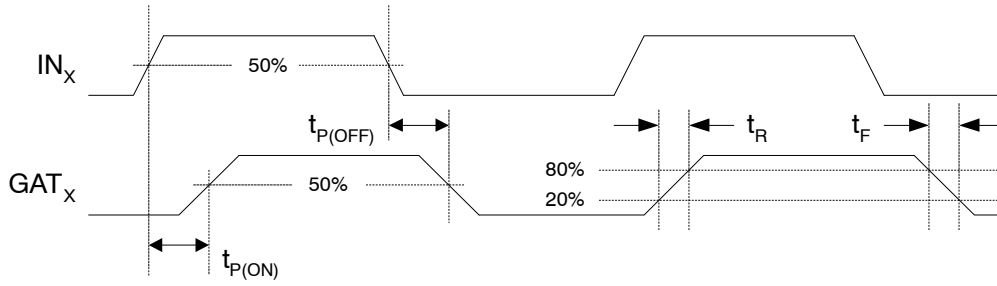 IN_X
50%
t_P(OFF)
t_R
t_F
GAT_X
50%
80%
20%
t_P(ON)